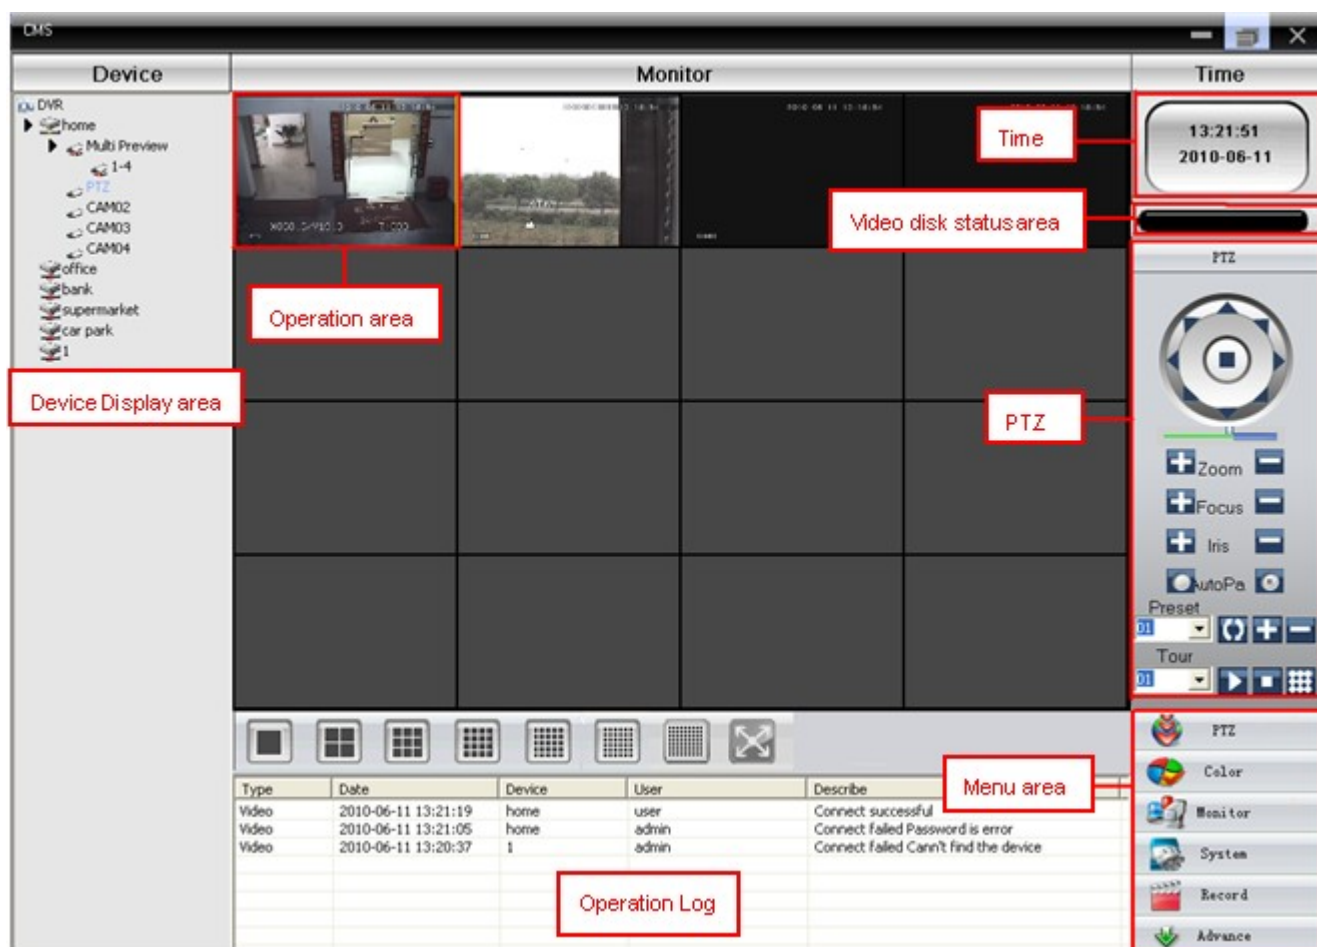 CMS
Device
Monitor
Time
DVR
home
Multi Preview
1-4
PTZ
CAM02
CAM03
CAM04
office
bank
supermarket
car park
1
Device Display area
Operation area
Time
13:21:51
2010-06-11
Video disk status area
PTZ
PTZ
Zoom
Focus
Iris
AutoPa
Preset
01
Tour
01
Type Date Device User Describe
Video 2010-06-11 13:21:19 home user Connect successful
Video 2010-06-11 13:21:05 home admin Connect failed Password is error
Video 2010-06-11 13:20:37 1 admin Connect failed Cann't find the device
Operation Log
Menu area
PTZ
Color
Monitor
System
Record
Advance